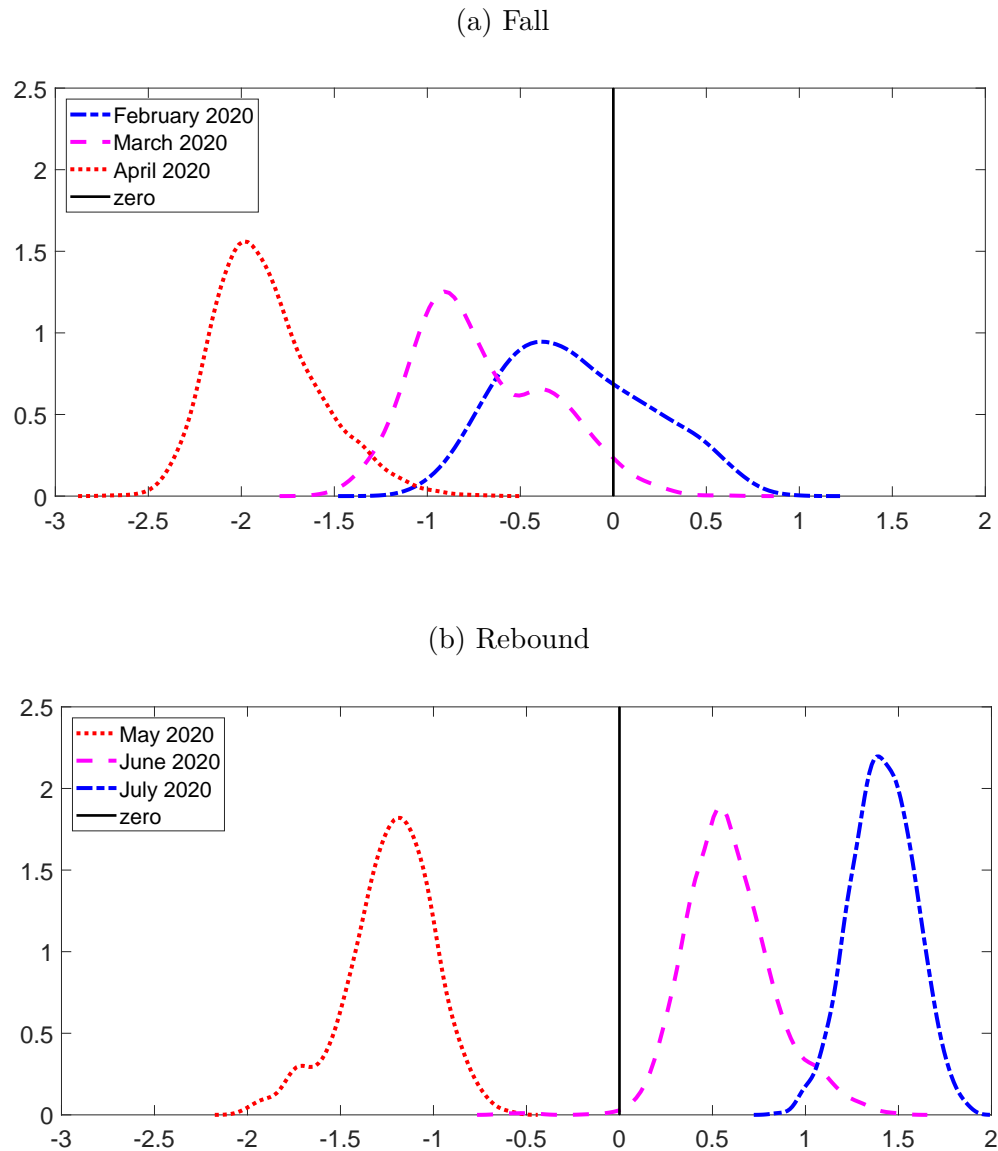 (a) Fall
2.5
February 2020
March 2020
April 2020
zero
2
1.5
1
0.5
0
-3 -2.5 -2 -1.5 -1 -0.5 0 0.5 1 1.5 2
(b) Rebound
2.5
May 2020
June 2020
July 2020
zero
2
1.5
1
0.5
0
-3 -2.5 -2 -1.5 -1 -0.5 0 0.5 1 1.5 2